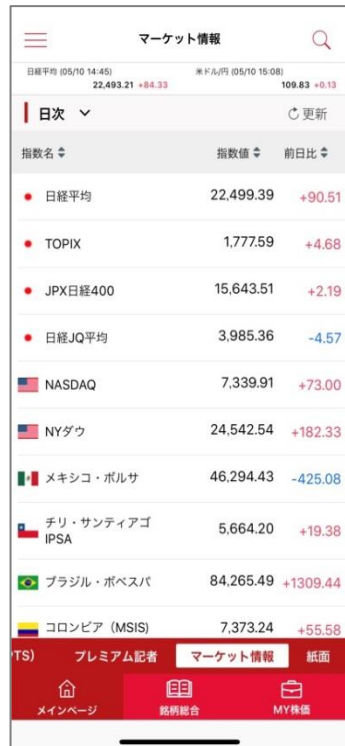 マーケット情報
日経平均 (05/10 14:45) 米ドル/円 (05/10 15:08)
22,493.21 +84.33 109.83 +0.13
日次 更新
指数名 指数値 前日比
日経平均 22,499.39 +90.51
TOPIX 1,777.59 +4.68
JPX日経400 15,643.51 +2.19
日経JQ平均 3,985.36 -4.57
NASDAQ 7,339.91 +73.00
NYダウ 24,542.54 +182.33
メキシコ・ボルサ 46,294.43 -425.08
チリ・サンティアゴ
IPSA 5,664.20 +19.38
ブラジル・ボベスパ 84,265.49 +1309.44
コロンビア (MSIS) 7,373.24 +55.58
TS) プレミアム記者 マーケット情報 紙面
メインページ 銘柄総合 MY株価